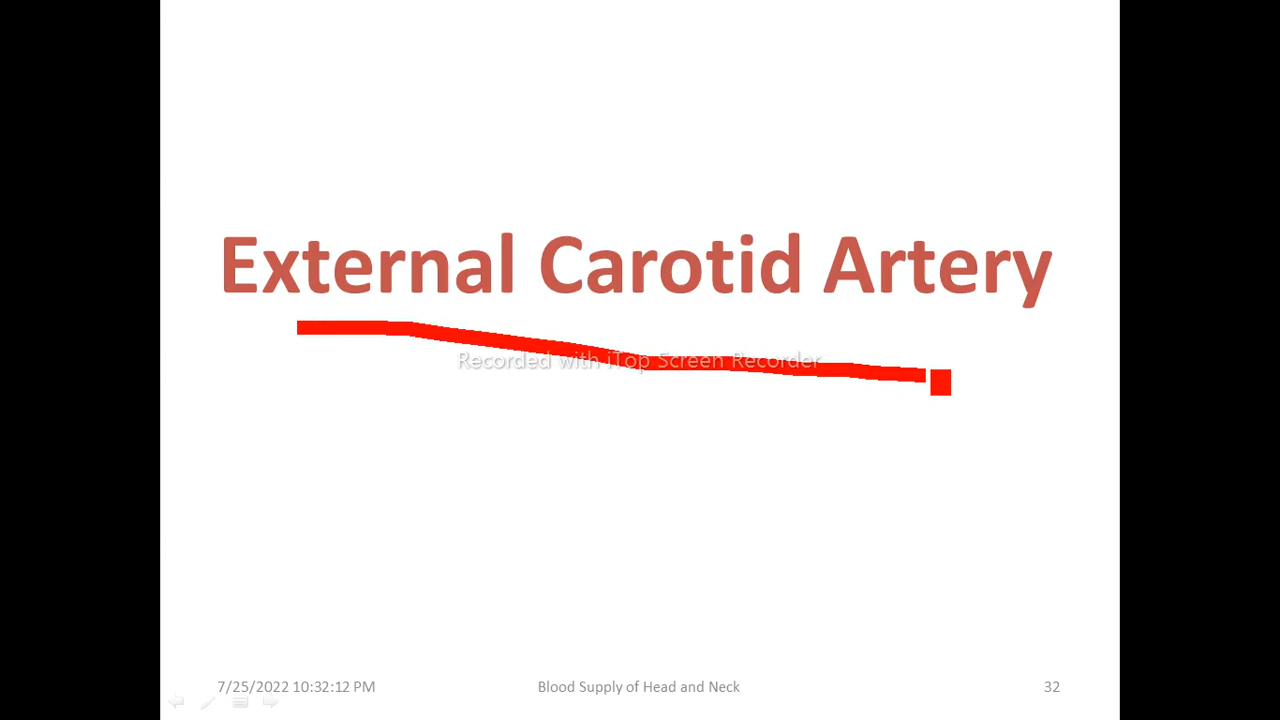 External Carotid Artery
Recorded with iTop Screen Recorder
7/25/2022 10:32:12 PM Blood Supply of Head and Neck 32